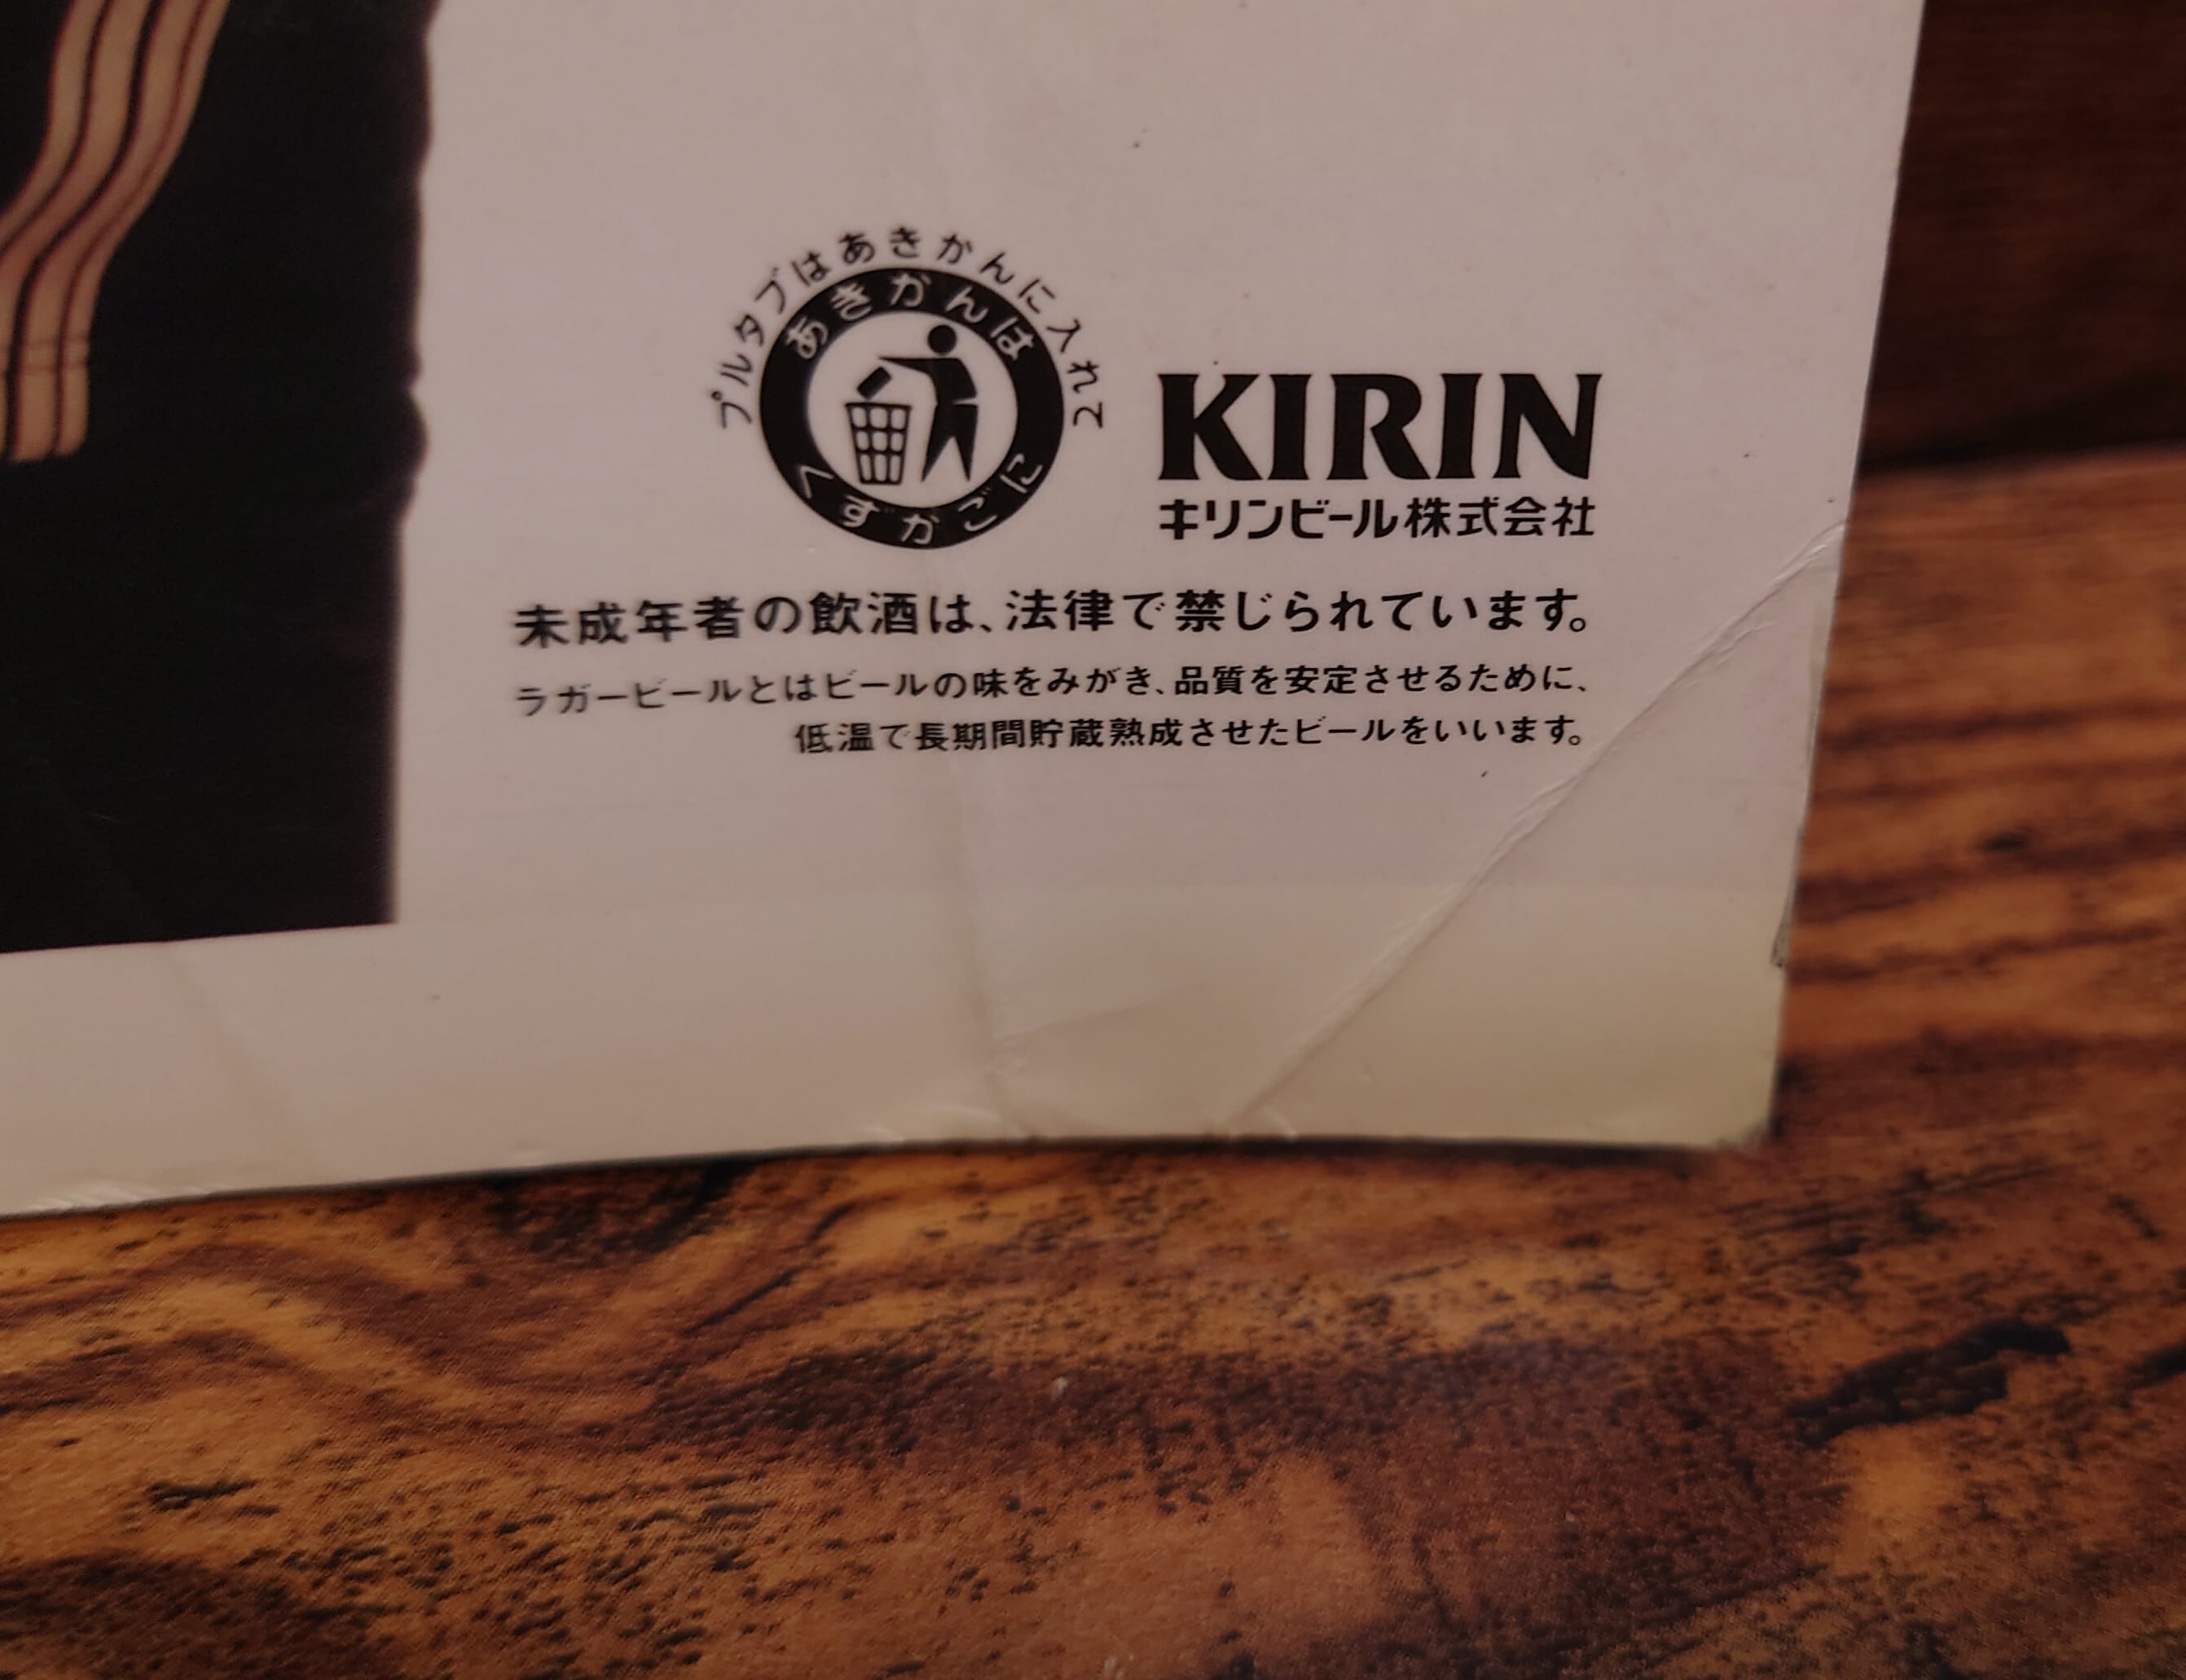 プルタブはあきかんに入れて
あきかんは
くずかごに
KIRIN
キリンビール株式会社
未成年者の飲酒は、法律で禁じられています。
ラガービールとはビールの味をみがき、品質を安定させるために、
低温で長期間貯蔵熟成させたビールをいいます。